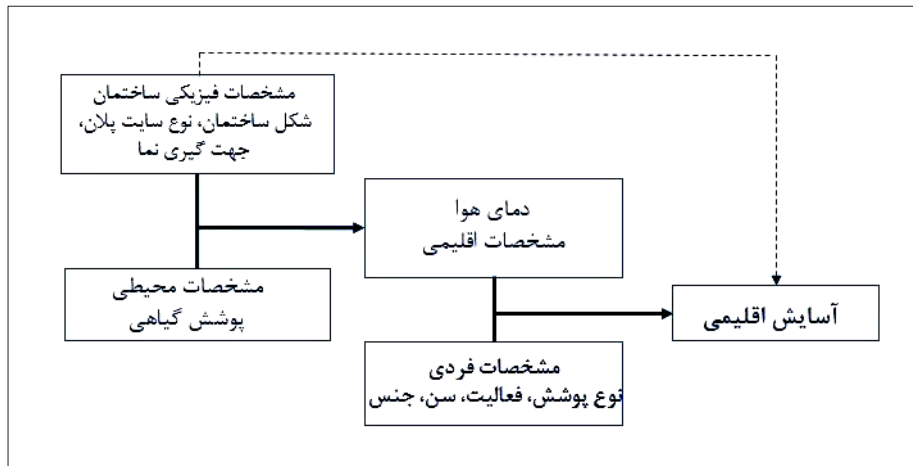 مشخصات فیزیکی ساختمان
شکل ساختمان، نوع سایت پلان،
جهت گیری نما
دمای هوا
مشخصات اقلیمی
مشخصات محیطی
پوشش گیاهی
آسایش اقلیمی
مشخصات فردی
نوع پوشش، فعالیت، سن، جنس